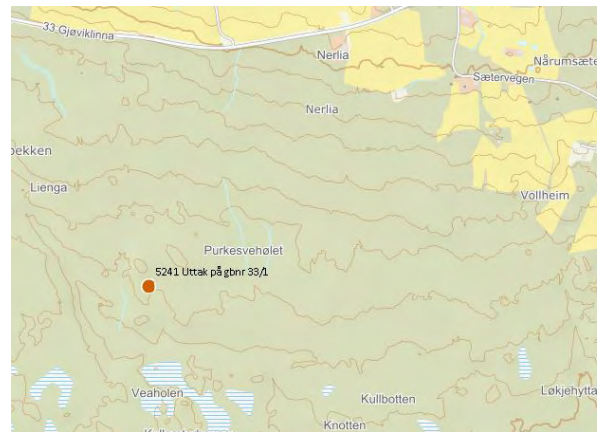 33 Gjøviklinna
Nerlia
Nårumsæte
Sætervegen
Nerlia
bekken
Lienga
Vollheim
Purkesvehølet
5241 Uttak på gbnr 33/1
Veaholen
Kullbotten
Løkjehytta
Knotten